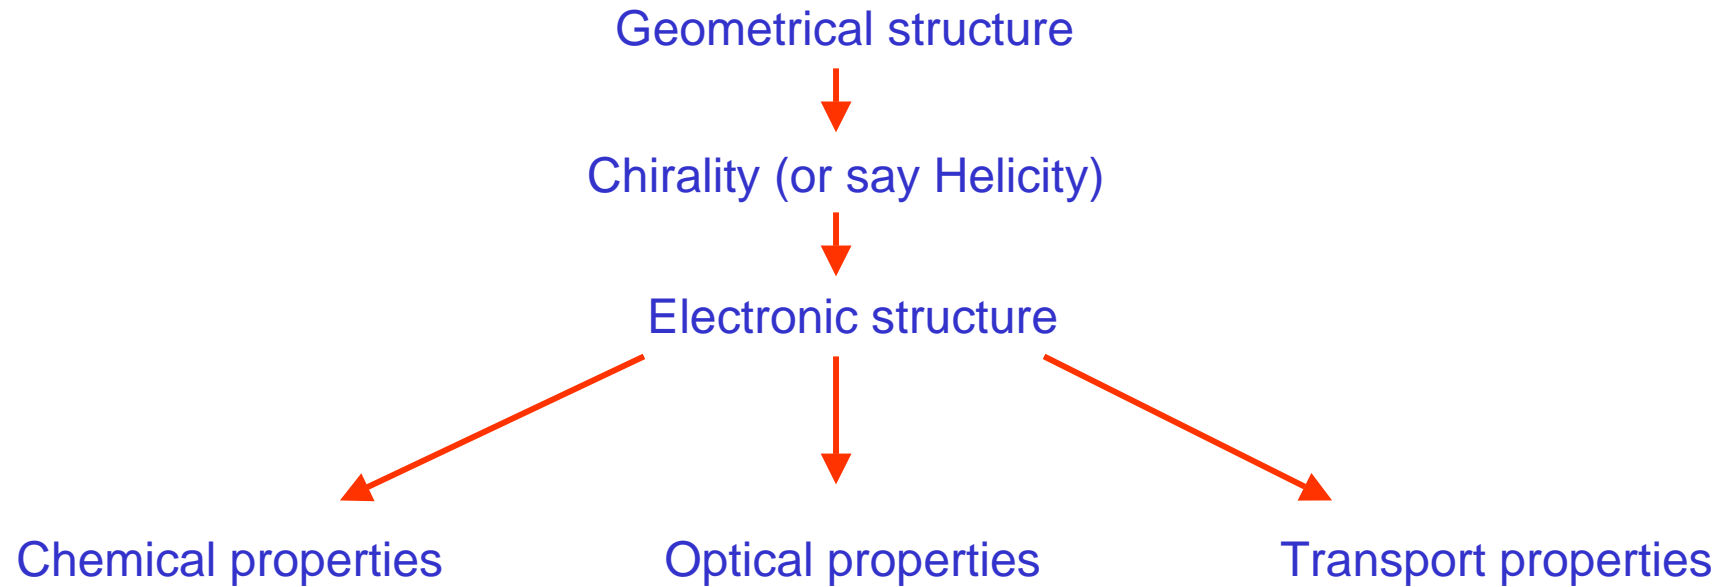 Geometrical structure
Chirality (or say Helicity)
Electronic structure
Chemical properties
Optical properties
Transport properties